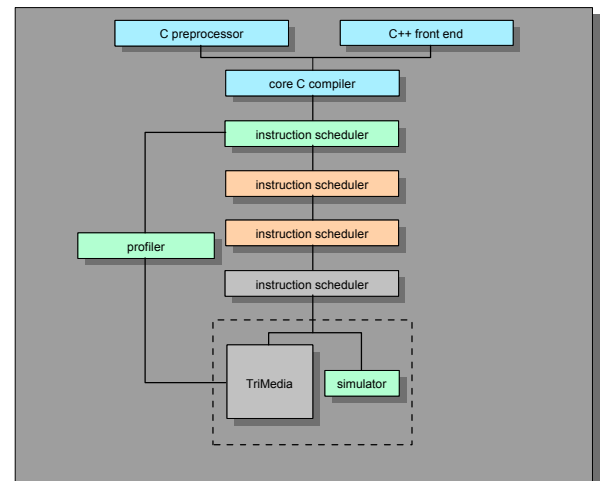 C preprocessor
C++ front end
core C compiler
instruction scheduler
instruction scheduler
instruction scheduler
profiler
instruction scheduler
TriMedia
simulator